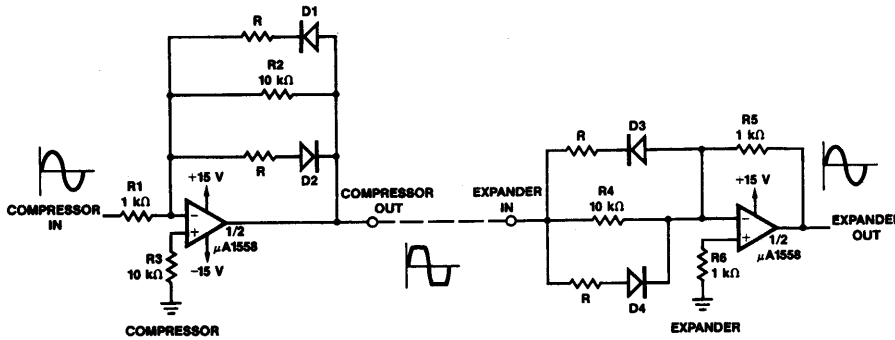 R
D1
R2
10 kΩ
R
D2
+15 V
R1
1 kΩ
COMPRESSOR
IN
−
+
1/2
μA1558
R3
10 kΩ
−15 V
COMPRESSOR
COMPRESSOR
OUT
EXPANDER
IN
R
D3
R4
10 kΩ
R
D4
R5
1 kΩ
+15 V
−
+
1/2
μA1558
R6
1 kΩ
EXPANDER
OUT
EXPANDER